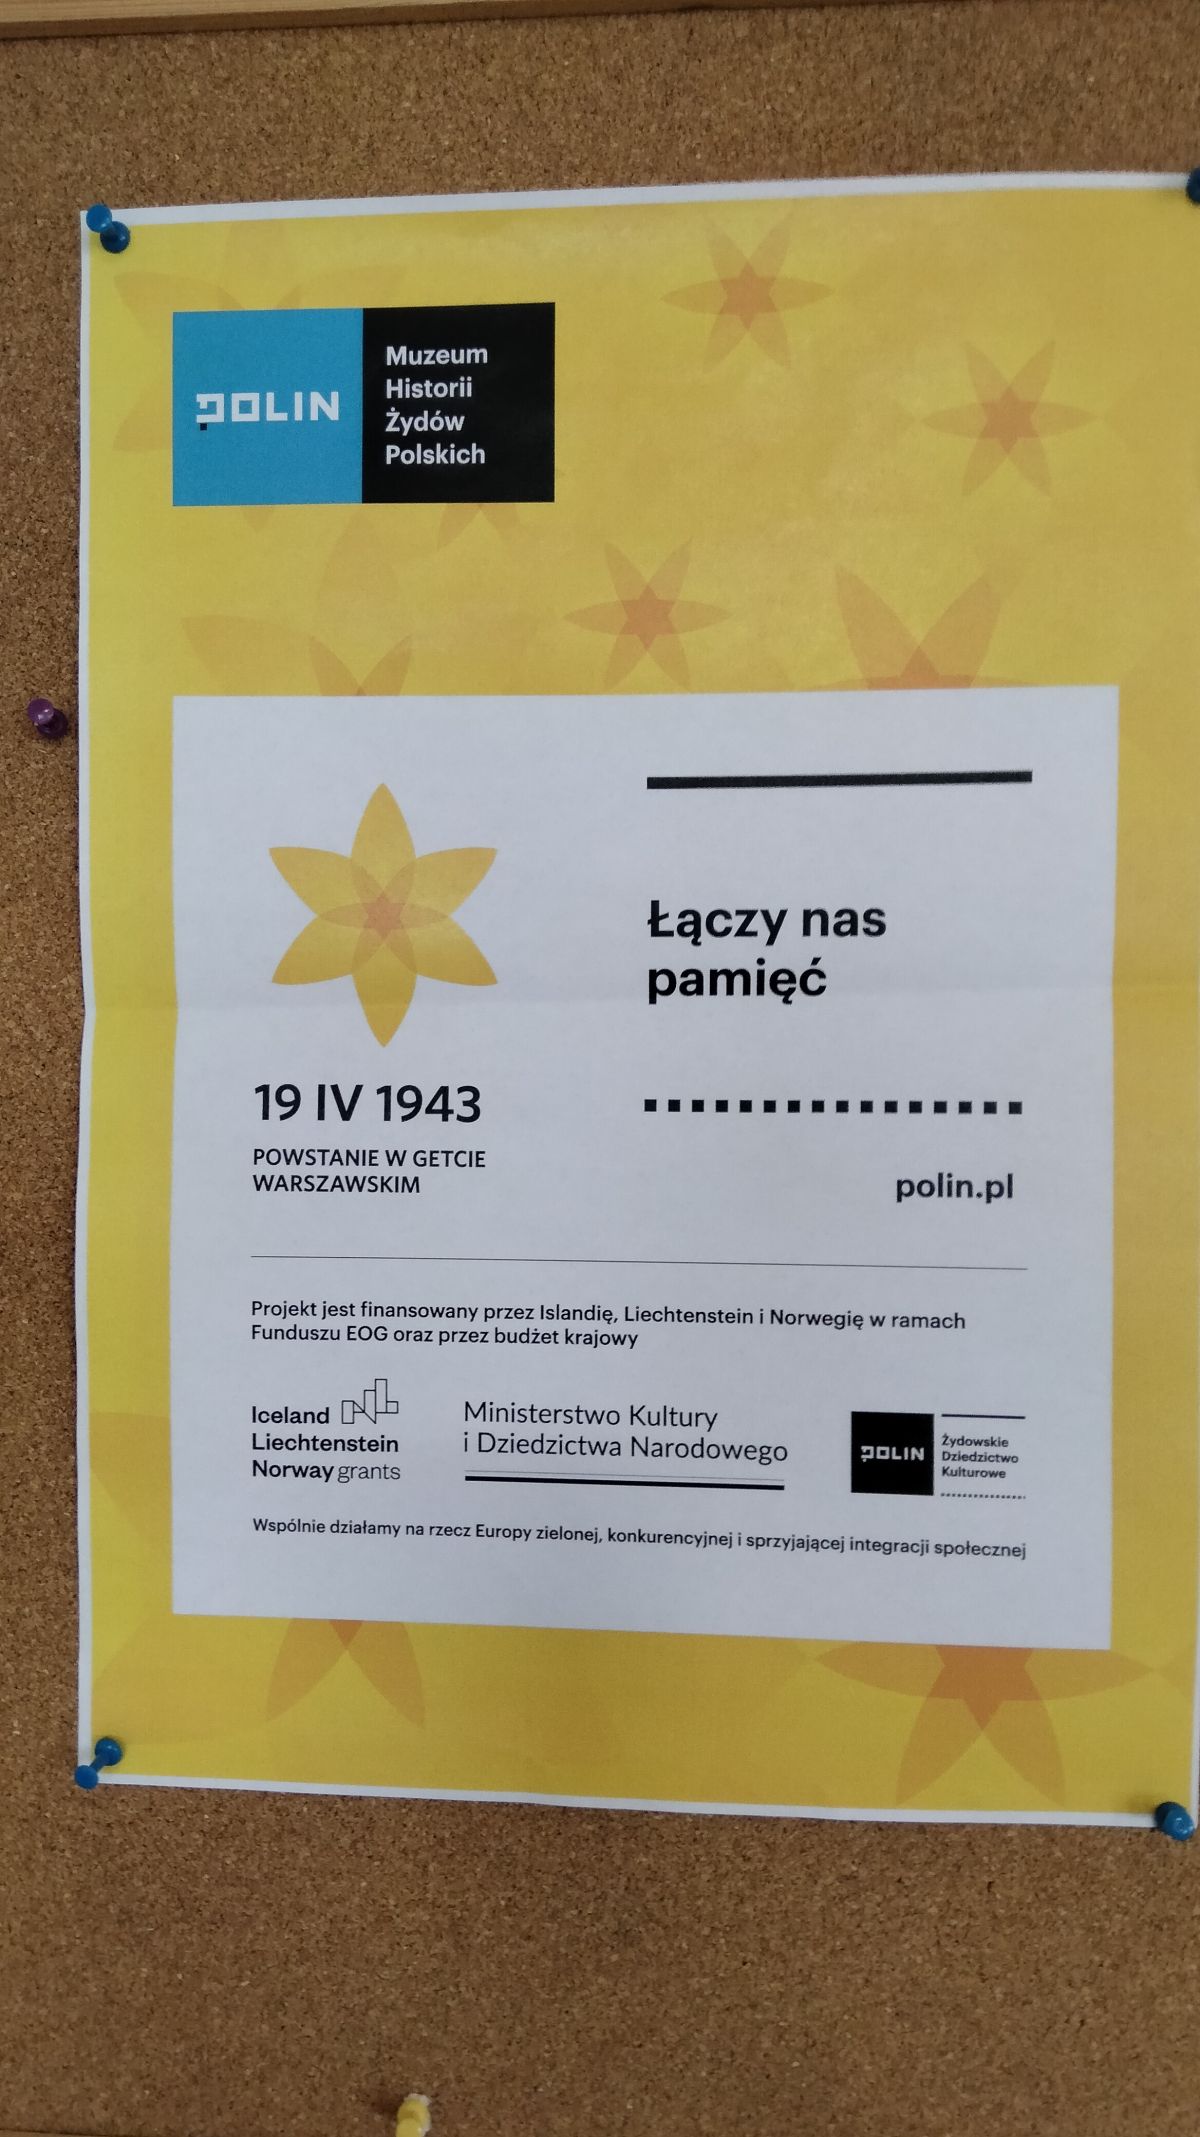 POLIN
Muzeum
Historii
Żydów
Polskich
Łączy nas
pamięć
19 IV 1943
POWSTANIE W GETCIE
WARSZAWSKIM
polin.pl
Projekt jest finansowany przez Islandię, Liechtenstein i Norwegię w ramach
Funduszu EOG oraz przez budżet krajowy
Iceland
Liechtenstein
Norway grants
Ministerstwo Kultury
i Dziedzictwa Narodowego
POLIN
Żydowskie
Dziedzictwo
Kulturowe
Wspólnie działamy na rzecz Europy zielonej, konkurencyjnej i sprzyjającej integracji społecznej